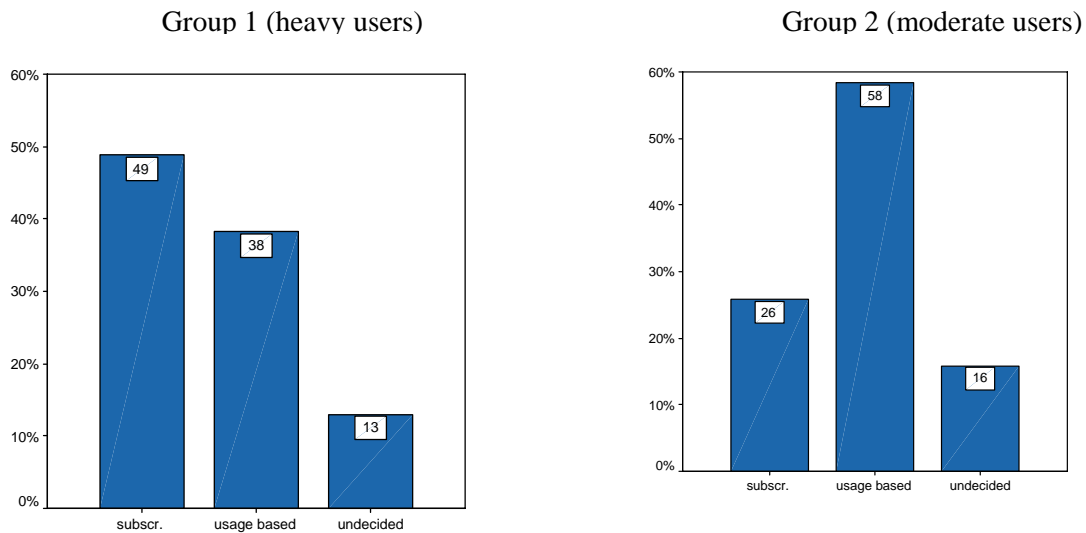 Group 1 (heavy users)
60%
50%
40%
30%
20%
10%
0%
49
38
13
subscr.
usage based
undecided
Group 2 (moderate users)
60%
50%
40%
30%
20%
10%
0%
26
58
16
subscr.
usage based
undecided